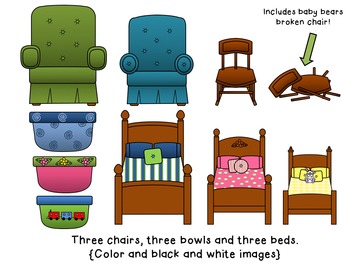 Includes baby bears
broken chair!
Three chairs, three bowls and three beds.
{Color and black and white images}